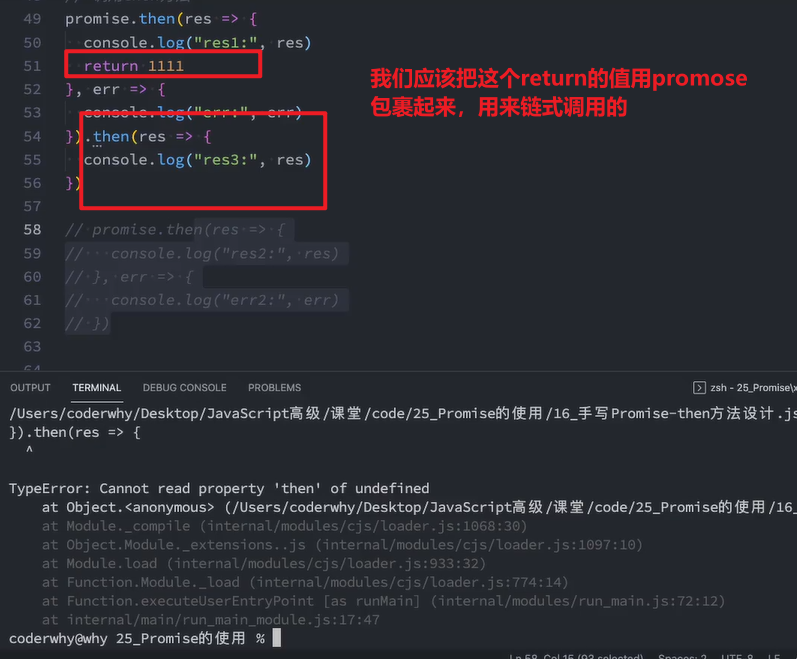 49 promise.then(res => {
50 console.log("res1:", res)
51 return 1111
52 }, err => {
53 console.log("err:", err)
54 }).then(res => {
55 console.log("res3:", res)
56 })
57
58 // promise.then(res => {
59 // console.log("res2:", res)
60 // }, err => {
61 // console.log("err2:", err)
62 // })
63
我们应该把这个return的值用promose
包裹起来，用来链式调用的
OUTPUT TERMINAL DEBUG CONSOLE PROBLEMS zsh - 25_Promise\x
/Users/coderwhy/Desktop/JavaScript高级/课堂/code/25_Promise的使用/16_手写Promise-then方法设计.js
}).then(res => {
^
TypeError: Cannot read property 'then' of undefined
at Object.<anonymous> (/Users/coderwhy/Desktop/JavaScript高级/课堂/code/25_Promise的使用/16_
at Module._compile (internal/modules/cjs/loader.js:1068:30)
at Object.Module._extensions..js (internal/modules/cjs/loader.js:1097:10)
at Module.load (internal/modules/cjs/loader.js:933:32)
at Function.Module._load (internal/modules/cjs/loader.js:774:14)
at Function.executeUserEntryPoint [as runMain] (internal/modules/run_main.js:72:12)
at internal/main/run_main_module.js:17:47
coderwhy@why 25_Promise的使用 %